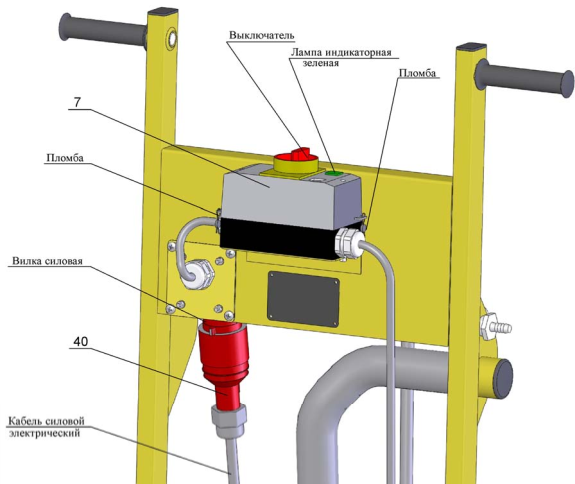 Выключатель
Лампа индикаторная
зеленая
Пломба
7
Пломба
Вилка силовая
40
Кабель силовой
электрический